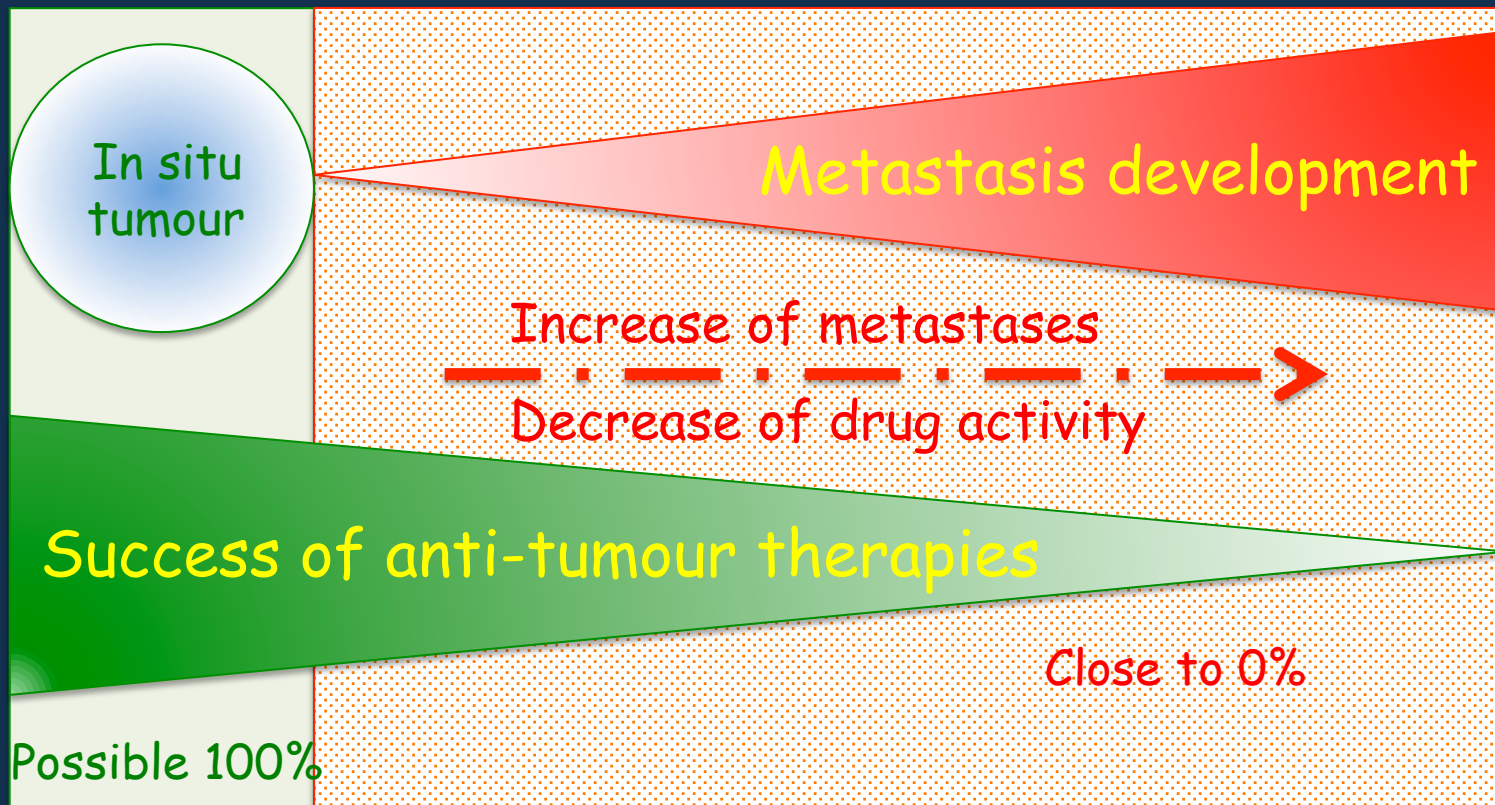 In situ
tumour
Metastasis development
Increase of metastases
Decrease of drug activity
Success of anti-tumour therapies
Close to 0%
Possible 100%